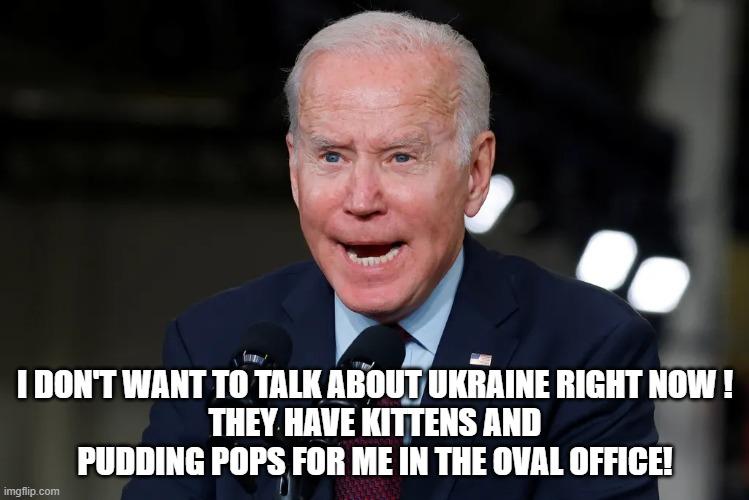 I DON'T WANT TO TALK ABOUT UKRAINE RIGHT NOW !
THEY HAVE KITTENS AND
PUDDING POPS FOR ME IN THE OVAL OFFICE!
imgflip.com